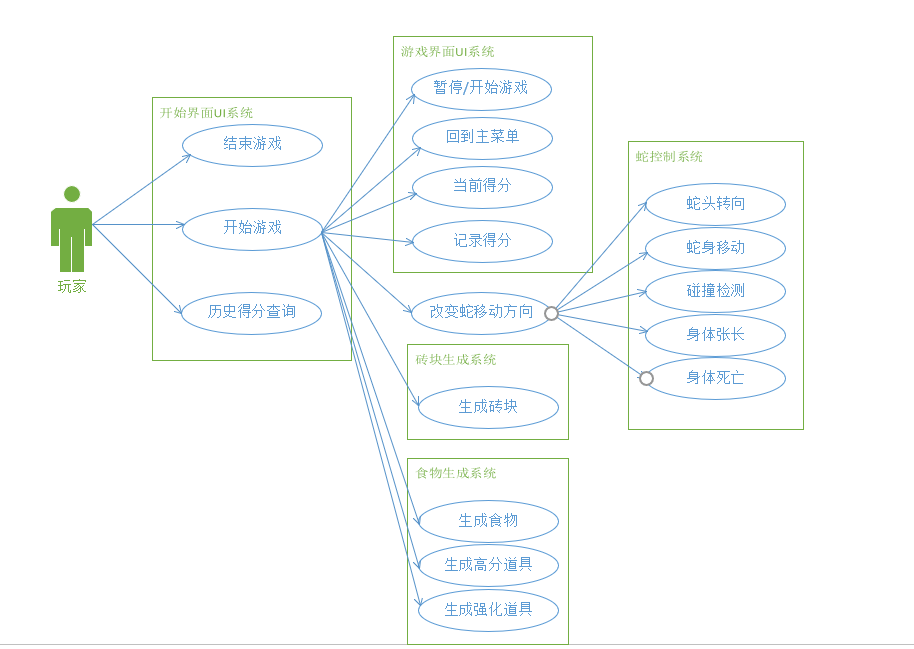 玩家
开始界面UI系统
结束游戏
开始游戏
历史得分查询
游戏界面UI系统
暂停/开始游戏
回到主菜单
当前得分
记录得分
改变蛇移动方向
砖块生成系统
生成砖块
食物生成系统
生成食物
生成高分道具
生成强化道具
蛇控制系统
蛇头转向
蛇身移动
碰撞检测
身体张长
身体死亡